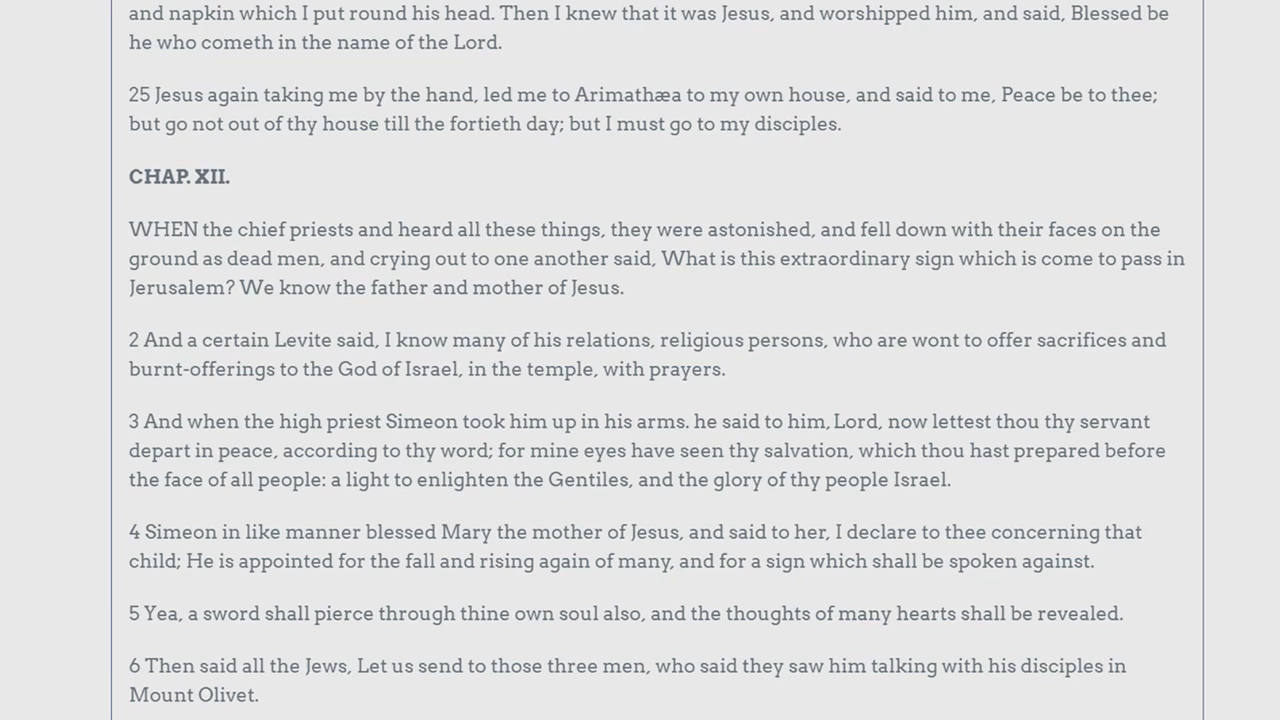 and napkin which I put round his head. Then I knew that it was Jesus, and worshipped him, and said, Blessed be
he who cometh in the name of the Lord.
25 Jesus again taking me by the hand, led me to Arimathæa to my own house, and said to me, Peace be to thee;
but go not out of thy house till the fortieth day; but I must go to my disciples.
CHAP. XII.
WHEN the chief priests and heard all these things, they were astonished, and fell down with their faces on the
ground as dead men, and crying out to one another said, What is this extraordinary sign which is come to pass in
Jerusalem? We know the father and mother of Jesus.
2 And a certain Levite said, I know many of his relations, religious persons, who are wont to offer sacrifices and
burnt-offerings to the God of Israel, in the temple, with prayers.
3 And when the high priest Simeon took him up in his arms. he said to him, Lord, now lettest thou thy servant
depart in peace, according to thy word; for mine eyes have seen thy salvation, which thou hast prepared before
the face of all people: a light to enlighten the Gentiles, and the glory of thy people Israel.
4 Simeon in like manner blessed Mary the mother of Jesus, and said to her, I declare to thee concerning that
child; He is appointed for the fall and rising again of many, and for a sign which shall be spoken against.
5 Yea, a sword shall pierce through thine own soul also, and the thoughts of many hearts shall be revealed.
6 Then said all the Jews, Let us send to those three men, who said they saw him talking with his disciples in
Mount Olivet.